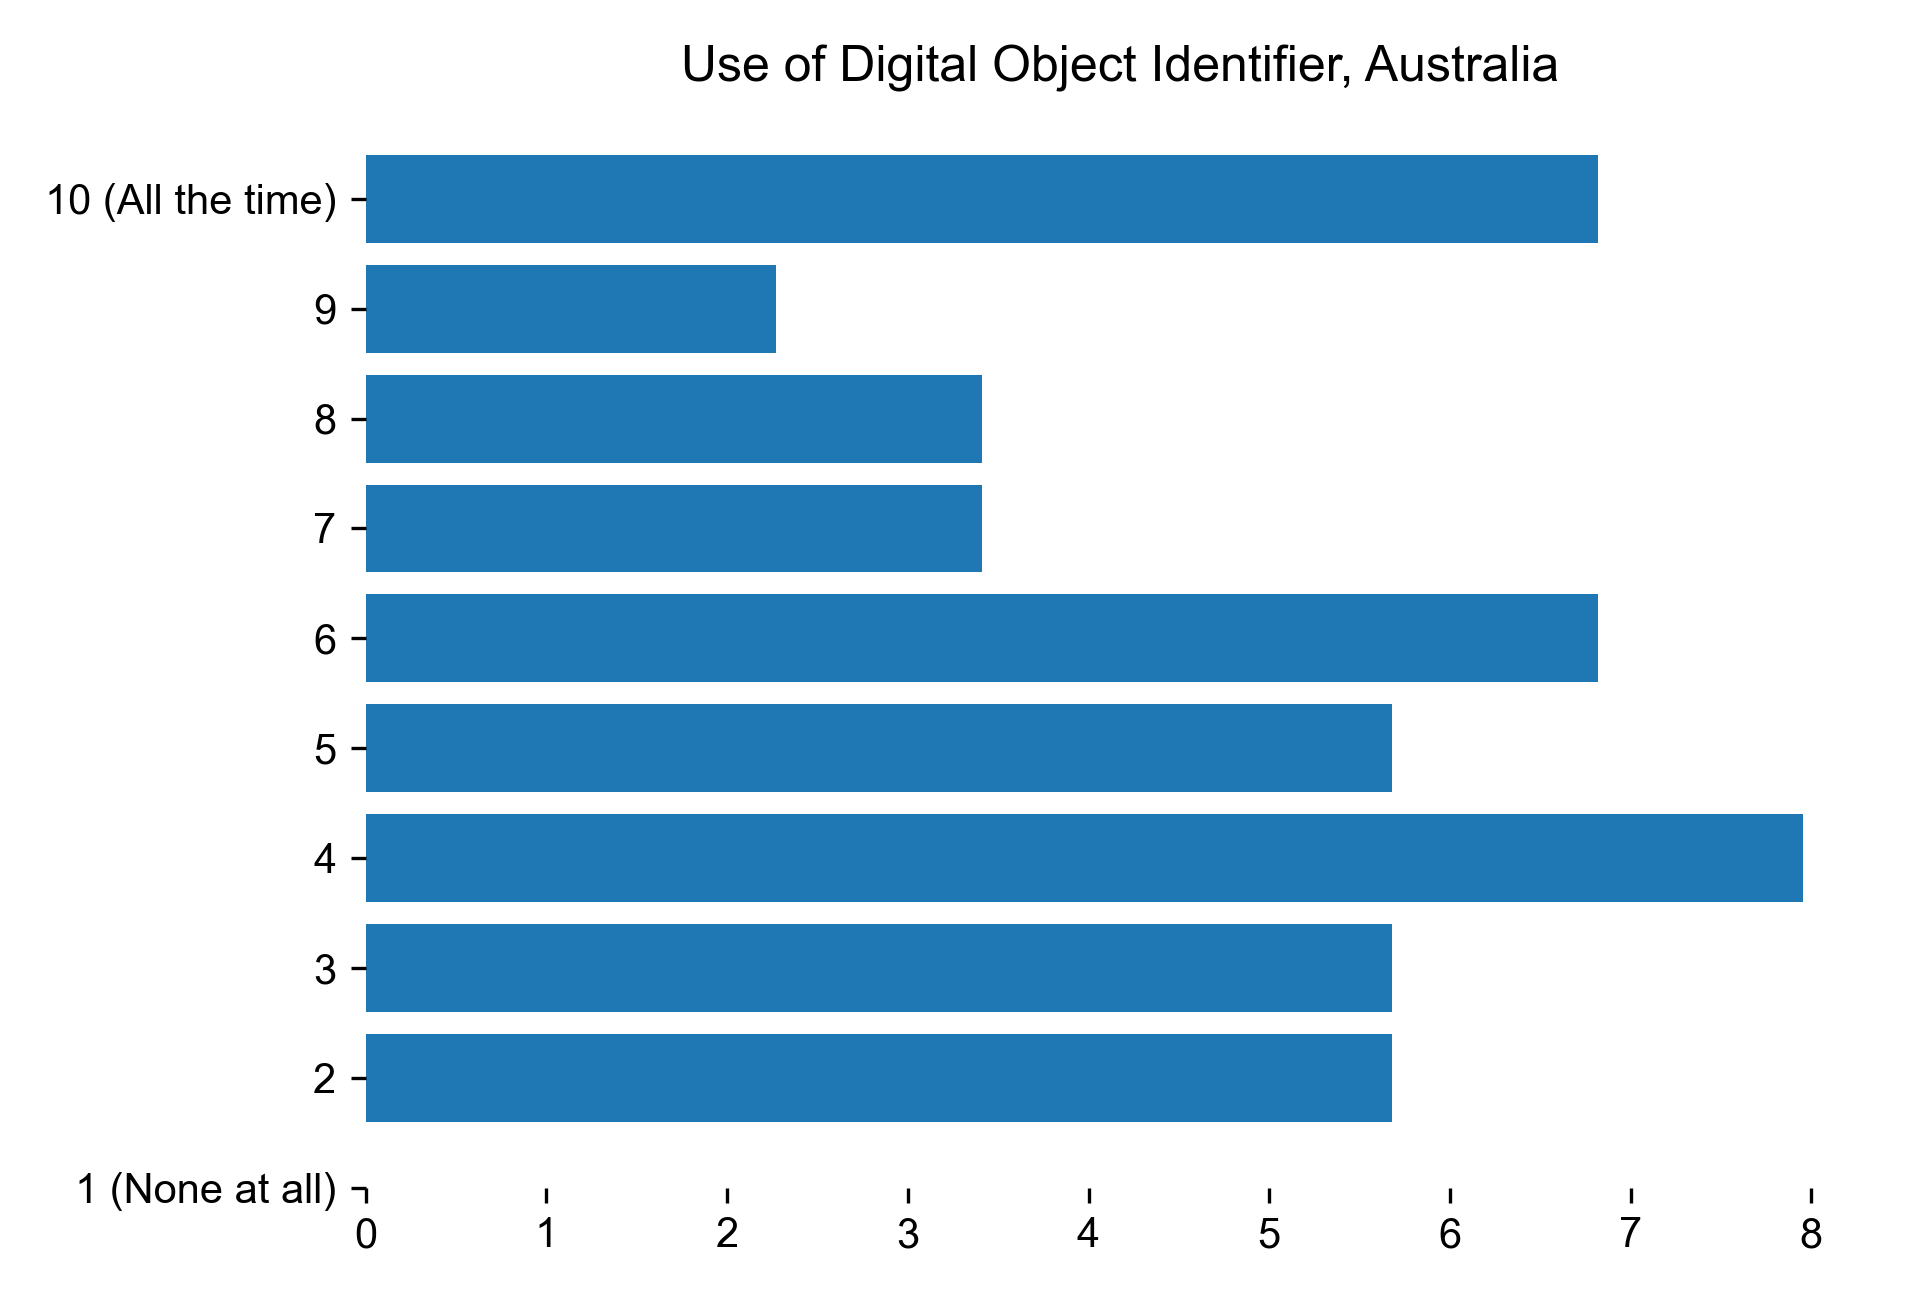 Use of Digital Object Identifier, Australia
10 (All the time)
9
8
7
6
5
4
3
2
1 (None at all)
0 1 2 3 4 5 6 7 8